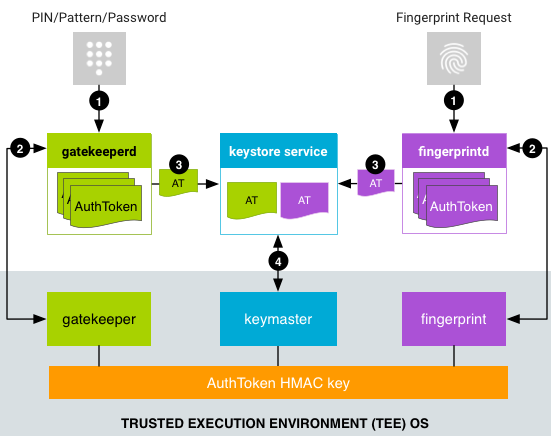 PIN/Pattern/Password
Fingerprint Request
1
1
2
gatekeeperd
keystore service
fingerprintd
2
3
AT
3
AT
A
A
AuthToken
AT
AT
A
A
AuthToken
4
gatekeeper
keymaster
fingerprint
AuthToken HMAC key
TRUSTED EXECUTION ENVIRONMENT (TEE) OS